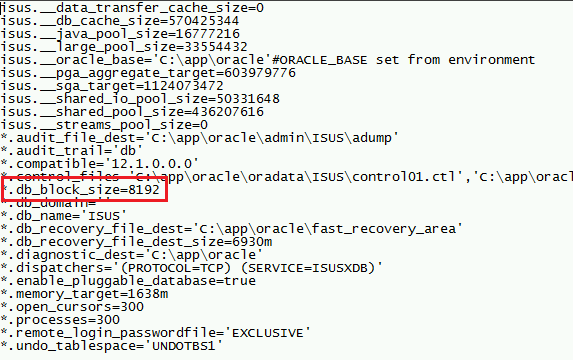 isus.__data_transfer_cache_size=0
isus.__db_cache_size=570425344
isus.__java_pool_size=16777216
isus.__large_pool_size=33554432
isus.__oracle_base='C:\app\oracle'#ORACLE_BASE set from environment
isus.__pga_aggregate_target=603979776
isus.__sga_target=1124073472
isus.__shared_io_pool_size=50331648
isus.__shared_pool_size=436207616
isus.__streams_pool_size=0
*.audit_file_dest='C:\app\oracle\admin\ISUS\adump'
*.audit_trail='db'
*.compatible='12.1.0.0.0'
*.control_files='C:\app\oracle\oradata\ISUS\control01.ctl','C:\app\orac
*.db_block_size=8192
*.db_domain=''
*.db_name='ISUS'
*.db_recovery_file_dest='C:\app\oracle\fast_recovery_area'
*.db_recovery_file_dest_size=6930m
*.diagnostic_dest='C:\app\oracle'
*.dispatchers='(PROTOCOL=TCP) (SERVICE=ISUSXDB)'
*.enable_pluggable_database=true
*.memory_target=1638m
*.open_cursors=300
*.processes=300
*.remote_login_passwordfile='EXCLUSIVE'
*.undo_tablespace='UNDOTBS1'